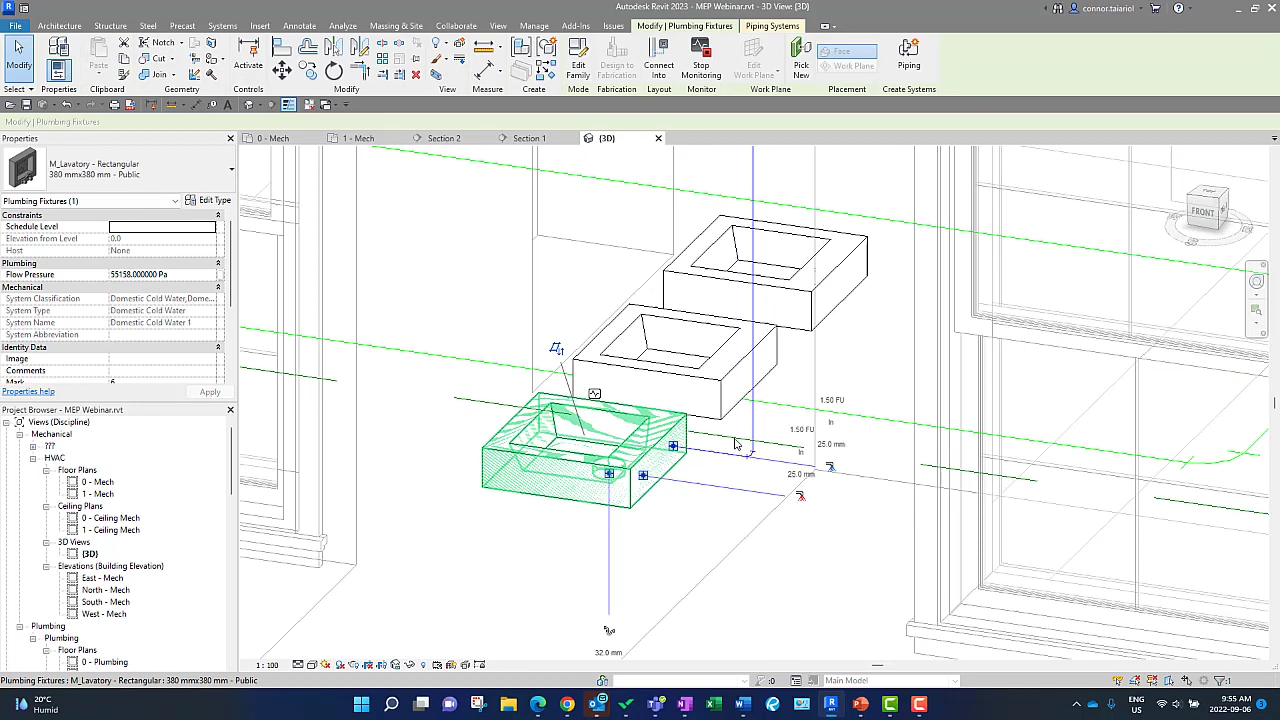 Autodesk Revit 2023 - MEP Webinar.rvt - 3D View: {3D}
connor.taiariol
File
Architecture
Structure
Steel
Precast
Systems
Insert
Annotate
Analyze
Massing & Site
Collaborate
View
Manage
Add-Ins
Issues
Modify | Plumbing Fixtures
Piping Systems
Modify
Paste
Notch
Cut
Join
Activate
Edit
Family
Design to
Fabrication
Connect
Into
Stop
Monitoring
Edit
Work Plane
Pick
New
Face
Work Plane
Piping
Select
Properties
Clipboard
Geometry
Controls
Modify
View
Measure
Create
Mode
Fabrication
Layout
Monitor
Work Plane
Placement
Create Systems
Modify | Plumbing Fixtures
Properties
0 - Mech
1 - Mech
Section 2
Section 1
{3D}
M_Lavatory - Rectangular
380 mmx380 mm - Public
Plumbing Fixtures (1)
Edit Type
Constraints
Schedule Level
Elevation from Level 0.0
Host None
Plumbing
Flow Pressure 55158.000000 Pa
Mechanical
System Classification Domestic Cold Water,Dome...
System Type Domestic Cold Water
System Name Domestic Cold Water 1
System Abbreviation
Identity Data
Image
Comments
Mark 6
Properties help
Apply
Project Browser - MEP Webinar.rvt
Views (Discipline)
Mechanical
???
HVAC
Floor Plans
0 - Mech
1 - Mech
Ceiling Plans
0 - Ceiling Mech
1 - Ceiling Mech
3D Views
{3D}
Elevations (Building Elevation)
East - Mech
North - Mech
South - Mech
West - Mech
Plumbing
Plumbing
Floor Plans
0 - Plumbing
TOP
FRONT
1.50 FU
In
25.0 mm
1.50 FU
In
25.0 mm
32.0 mm
1 : 100
Plumbing Fixtures : M_Lavatory - Rectangular : 380 mmx380 mm - Public
:0
Main Model
:1
20°C
Humid
ENG
US
9:55 AM
2022-09-06